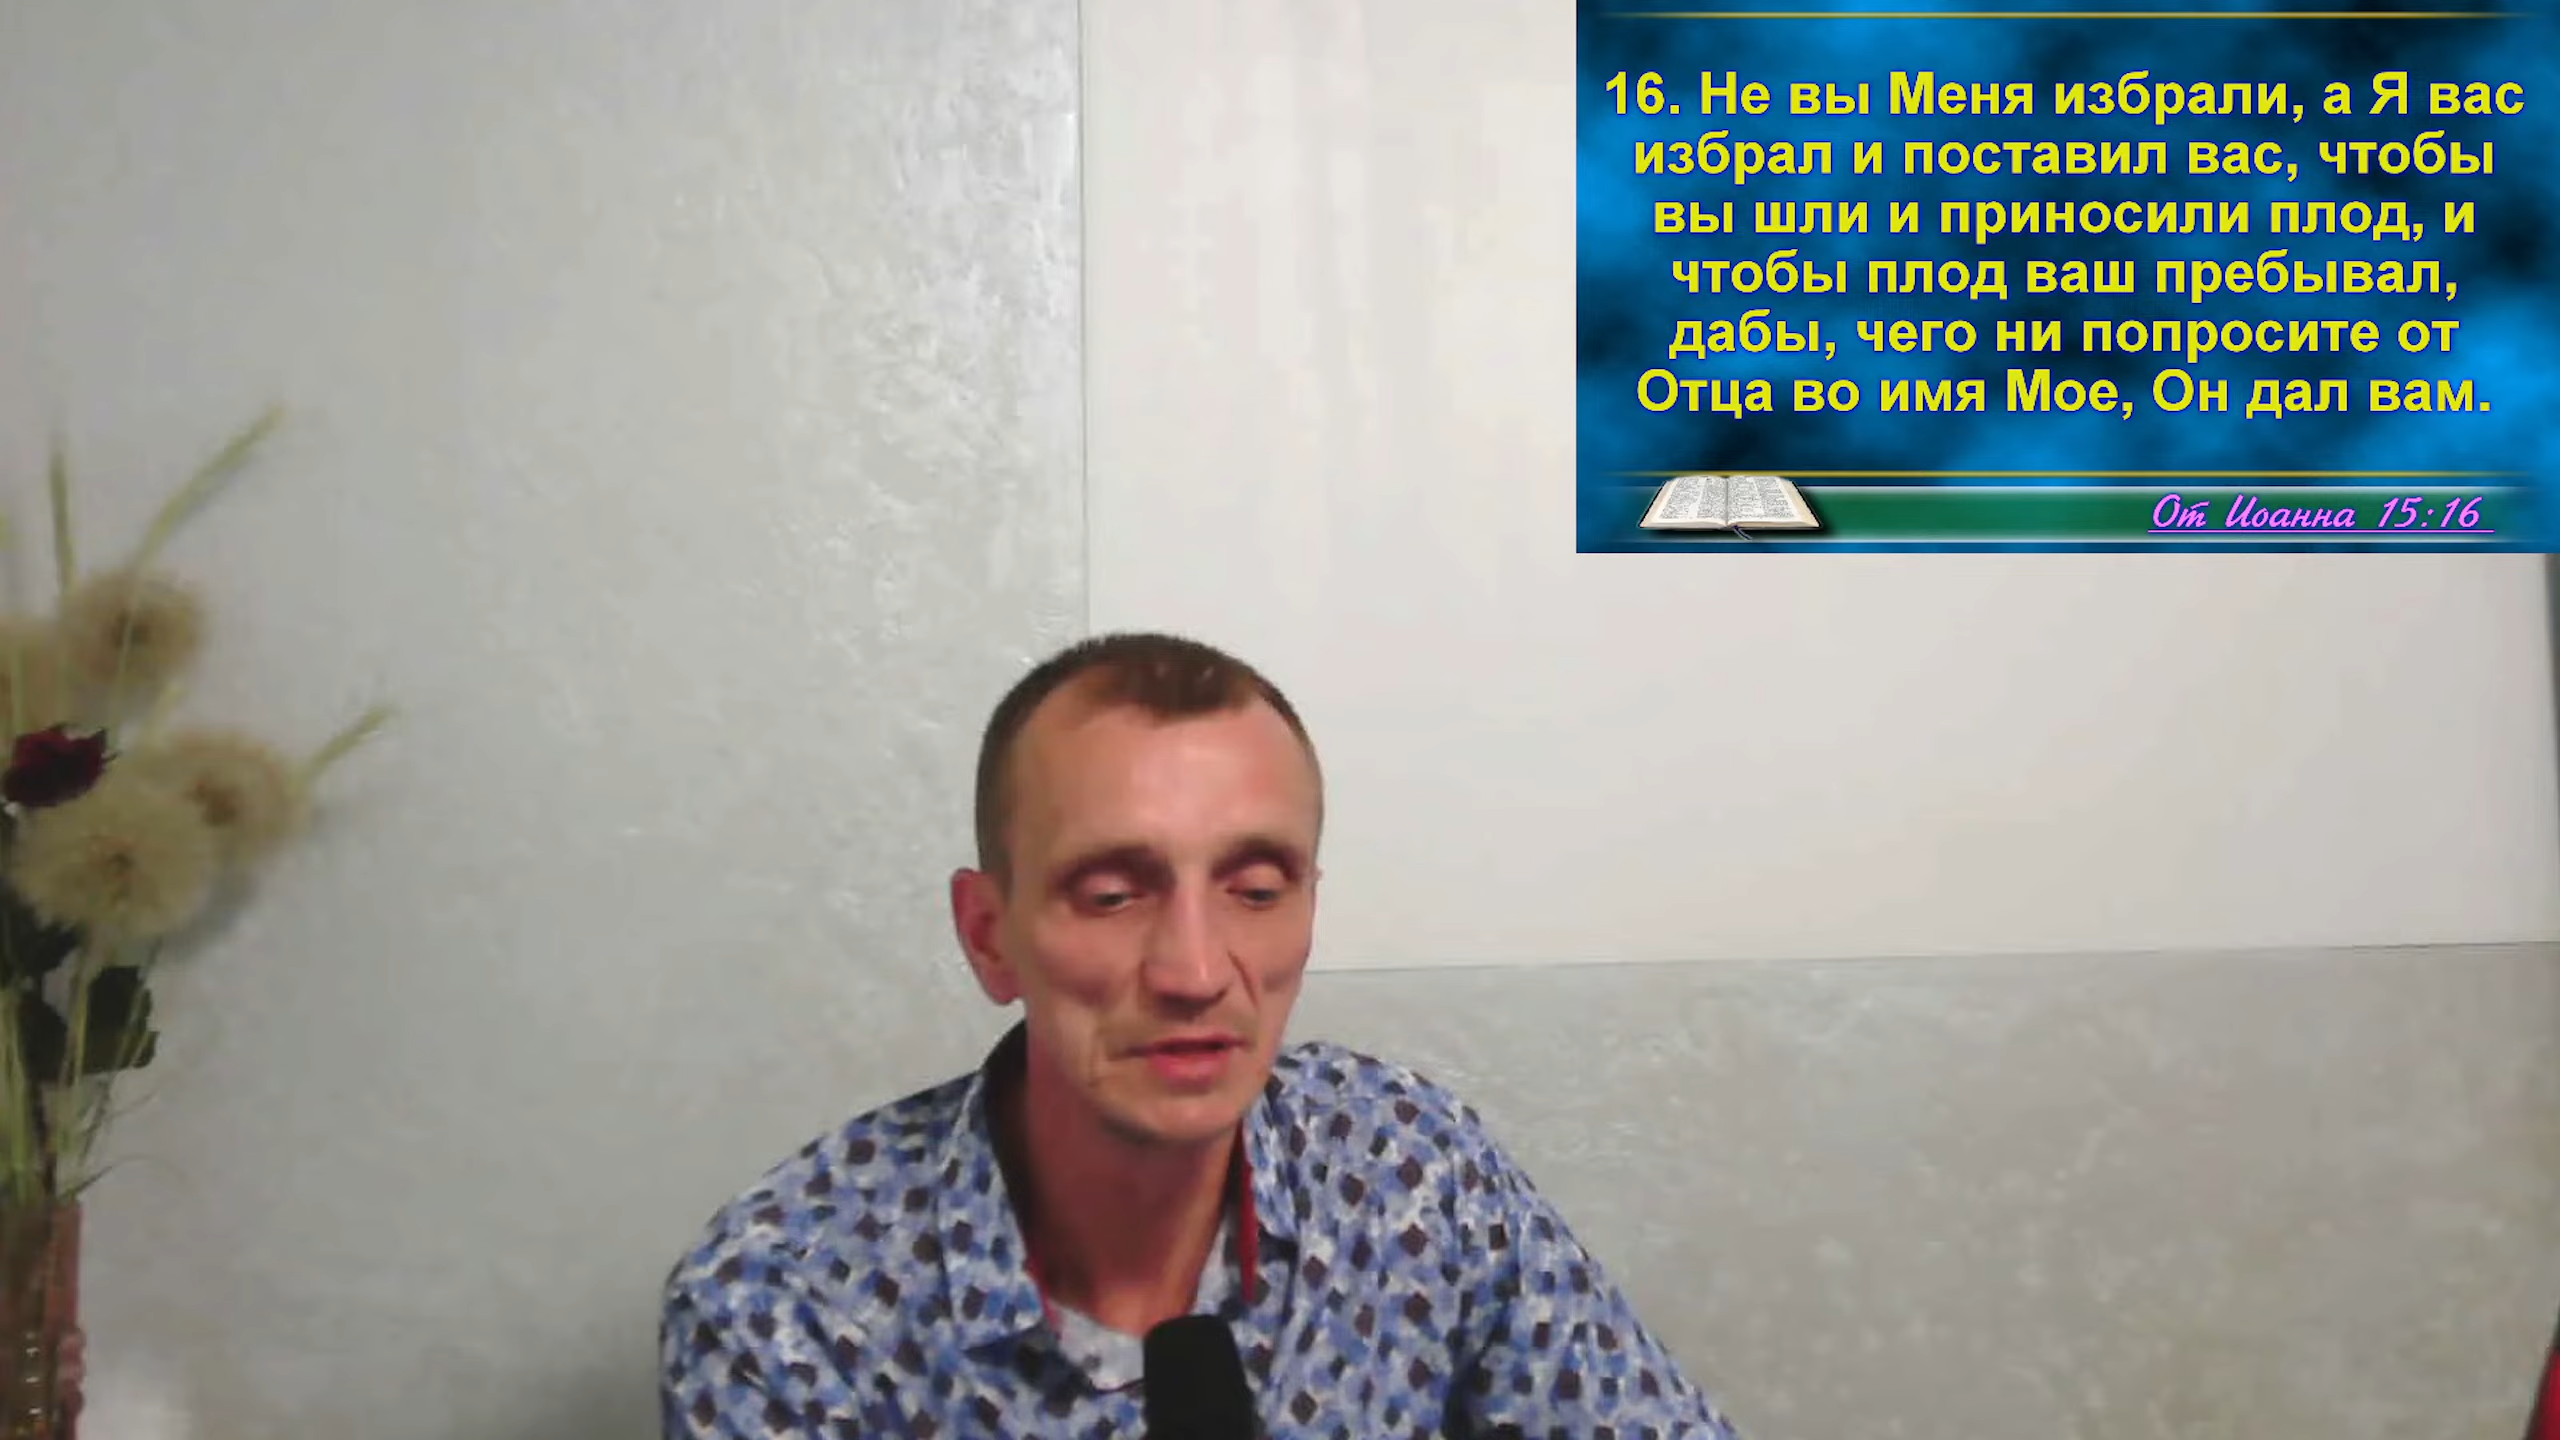 16. Не вы Меня избрали, а Я вас
избрал и поставил вас, чтобы
вы шли и приносили плод, и
чтобы плод ваш пребывал,
дабы, чего ни попросите от
Отца во имя Мое, Он дал вам.
От Иоанна 15:16